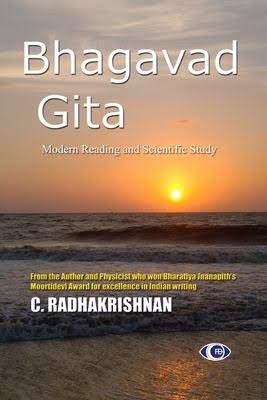 Bhagavad
Gita
Modern Reading and Scientific Study
From the Author and Physicist who won Bharatiya Jnanapith's
Moortidevi Award for excellence in Indian writing
C. RADHAKRISHNAN